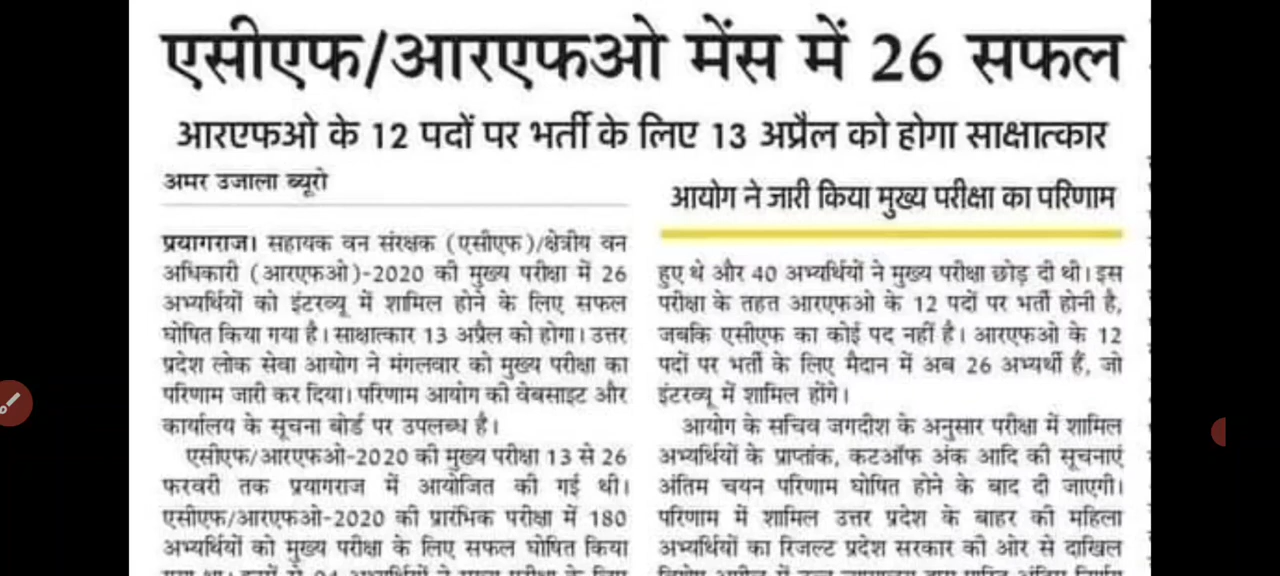 एसीएफ/आरएफओ मेंस में 26 सफल
आरएफओ के 12 पदों पर भर्ती के लिए 13 अप्रैल को होगा साक्षात्कार
अमर उजाला ब्यूरो
प्रयागराज। सहायक वन संरक्षक (एसीएफ)/क्षेत्रीय वन
अधिकारी (आरएफओ)-2020 की मुख्य परीक्षा में 26
अभ्यर्थियों को इंटरव्यू में शामिल होने के लिए सफल
घोषित किया गया है। साक्षात्कार 13 अप्रैल को होगा। उत्तर
प्रदेश लोक सेवा आयोग ने मंगलवार को मुख्य परीक्षा का
परिणाम जारी कर दिया। परिणाम आयोग की वेबसाइट और
कार्यालय के सूचना बोर्ड पर उपलब्ध है।
एसीएफ/आरएफओ-2020 की मुख्य परीक्षा 13 से 26
फरवरी तक प्रयागराज में आयोजित की गई थी।
एसीएफ/आरएफओ-2020 की प्रारंभिक परीक्षा में 180
अभ्यर्थियों को मुख्य परीक्षा के लिए सफल घोषित किया
आयोग ने जारी किया मुख्य परीक्षा का परिणाम
हुए थे और 40 अभ्यर्थियों ने मुख्य परीक्षा छोड़ दी थी। इस
परीक्षा के तहत आरएफओ के 12 पदों पर भर्ती होनी है,
जबकि एसीएफ का कोई पद नहीं है। आरएफओ के 12
पदों पर भर्ती के लिए मैदान में अब 26 अभ्यर्थी हैं, जो
इंटरव्यू में शामिल होंगे।
आयोग के सचिव जगदीश के अनुसार परीक्षा में शामिल
अभ्यर्थियों के प्राप्तांक, कटऑफ अंक आदि की सूचनाएं
अंतिम चयन परिणाम घोषित होने के बाद दी जाएगी।
परिणाम में शामिल उत्तर प्रदेश के बाहर की महिला
अभ्यर्थियों का रिजल्ट प्रदेश सरकार की ओर से दाखिल